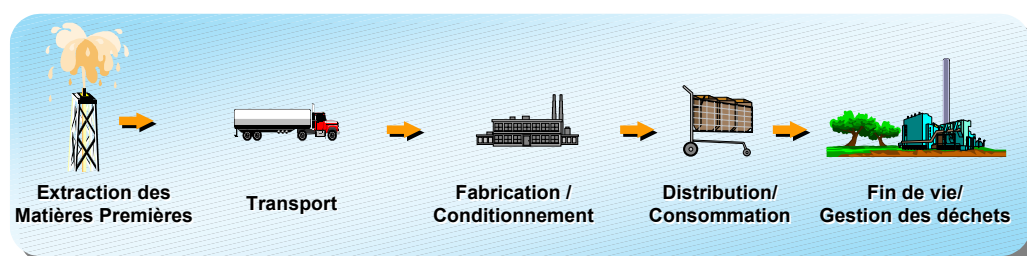 Extraction des
Matières Premières
Transport
Fabrication /
Conditionnement
Distribution/
Consommation
Fin de vie/
Gestion des déchets